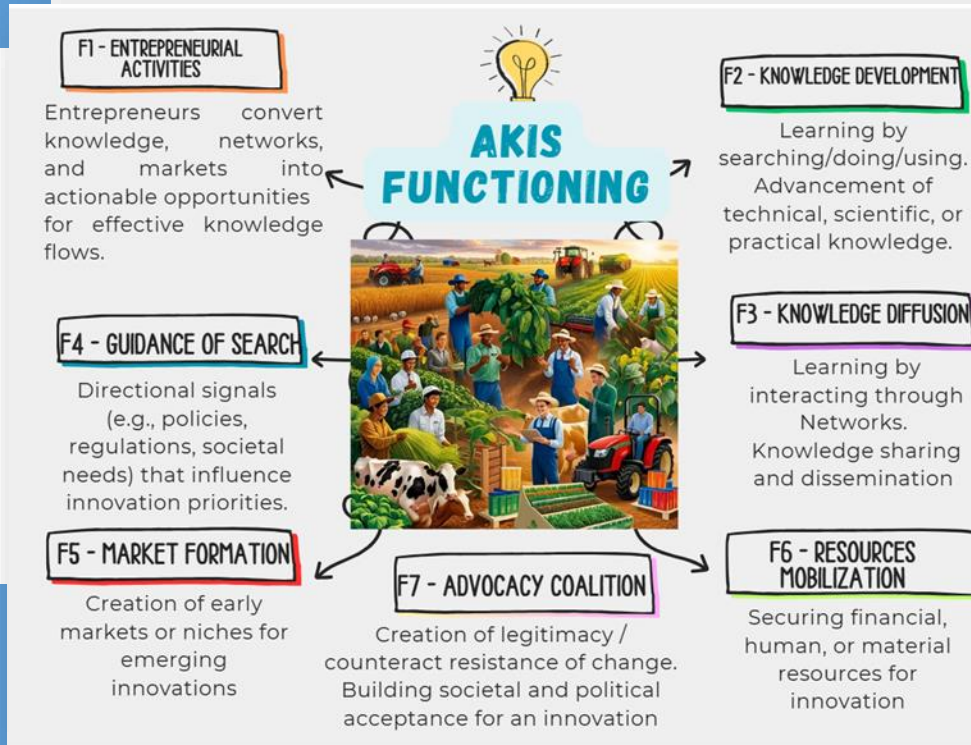 F1 - ENTREPRENEURIAL
ACTIVITIES
Entrepreneurs convert
knowledge, networks,
and markets into
actionable opportunities
for effective knowledge
flows.
AKIS
FUNCTIONING
F2 - KNOWLEDGE DEVELOPMENT
Learning by
searching/doing/using.
Advancement of
technical, scientific, or
practical knowledge.
F4 - GUIDANCE OF SEARCH
Directional signals
(e.g., policies,
regulations, societal
needs) that influence
innovation priorities.
F3 - KNOWLEDGE DIFFUSION
Learning by
interacting through
Networks.
Knowledge sharing
and dissemination
F5 - MARKET FORMATION
Creation of early
markets or niches for
emerging
innovations
F7 - ADVOCACY COALITION
Creation of legitimacy /
counteract resistance of change.
Building societal and political
acceptance for an innovation
F6 - RESOURCES
MOBILIZATION
Securing financial,
human, or material
resources for
innovation